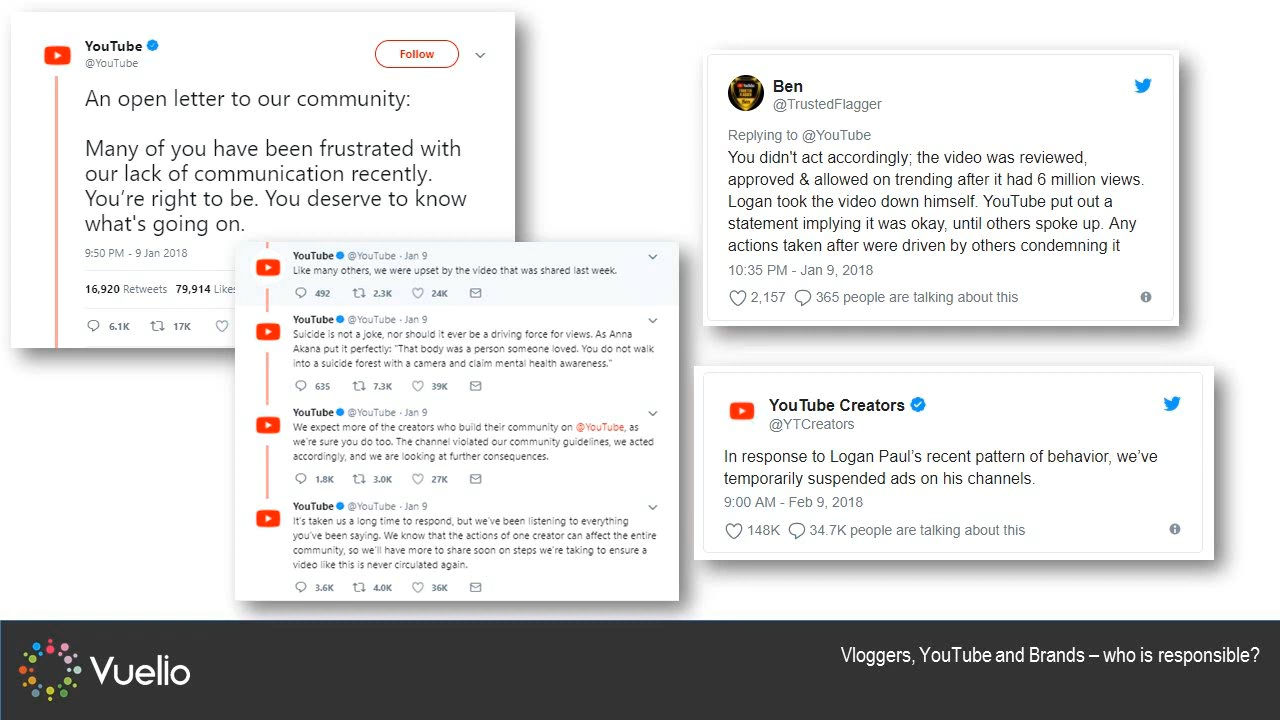 YouTube
@YouTube
Follow
An open letter to our community:
Many of you have been frustrated with
our lack of communication recently.
You’re right to be. You deserve to know
what's going on.
9:50 PM - 9 Jan 2018
16,920 Retweets 79,914 Likes
6.1K 17K
YouTube @YouTube · Jan 9
Like many others, we were upset by the video that was shared last week.
492 2.3K 24K
YouTube @YouTube · Jan 9
Suicide is not a joke, nor should it ever be a driving force for views. As Anna
Akana put it perfectly: "That body was a person someone loved. You do not walk
into a suicide forest with a camera and claim mental health awareness."
635 7.3K 39K
YouTube @YouTube · Jan 9
We expect more of the creators who build their community on @YouTube, as
we're sure you do too. The channel violated our community guidelines, we acted
accordingly, and we are looking at further consequences.
1.8K 3.0K 27K
YouTube @YouTube · Jan 9
It's taken us a long time to respond, but we've been listening to everything
you've been saying. We know that the actions of one creator can affect the entire
community, so we'll have more to share soon on steps we're taking to ensure a
video like this is never circulated again.
3.6K 4.0K 36K
Ben
@TrustedFlagger
Replying to @YouTube
You didn't act accordingly; the video was reviewed,
approved & allowed on trending after it had 6 million views.
Logan took the video down himself. YouTube put out a
statement implying it was okay, until others spoke up. Any
actions taken after were driven by others condemning it
10:35 PM - Jan 9, 2018
2,157 365 people are talking about this
YouTube Creators
@YTCreators
In response to Logan Paul’s recent pattern of behavior, we’ve
temporarily suspended ads on his channels.
9:00 AM - Feb 9, 2018
148K 34.7K people are talking about this
Vuelio
Vloggers, YouTube and Brands – who is responsible?